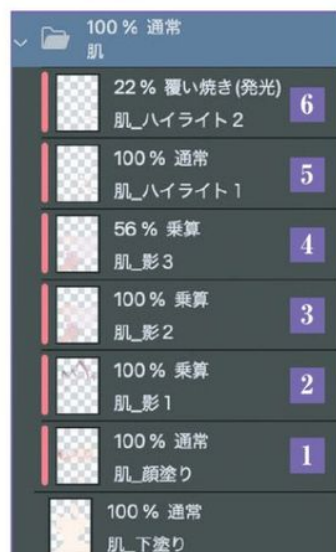 100 % 通常
肌
22 % 覆い焼き(発光)
肌_ハイライト 2
6
100 % 通常
肌_ハイライト 1
5
56 % 乗算
肌_影 3
4
100 % 乗算
肌_影 2
3
100 % 乗算
肌_影 1
2
100 % 通常
肌_顔塗り
1
100 % 通常
肌_下塗り